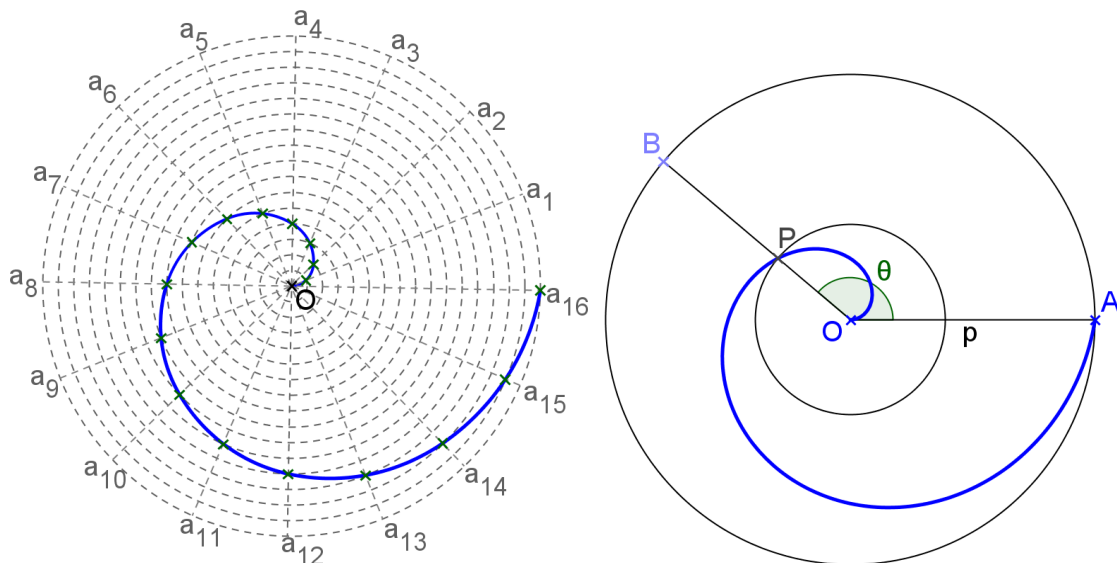 a₄
a₅
a₃
a₆
a₂
a₇
a₁
a₈
O
a₁₆
a₉
a₁₅
a₁₀
a₁₄
a₁₁
a₁₂
a₁₃
B
P
θ
O
p
A